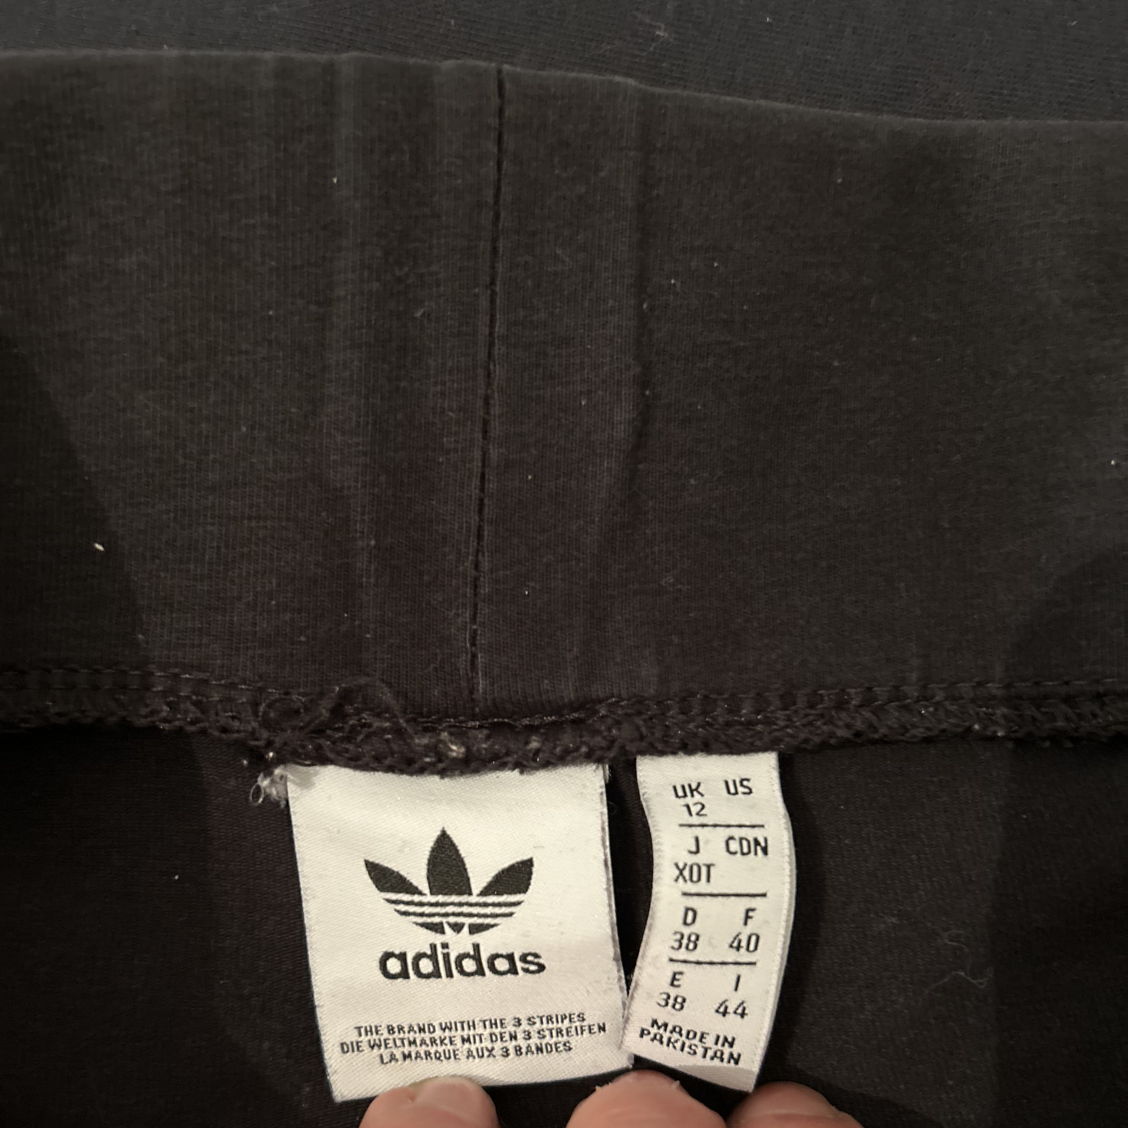 adidas
THE BRAND WITH THE 3 STRIPES
DIE WELTMARKE MIT DEN 3 STREIFEN
LA MARQUE AUX 3 BANDES
UK US
12
J CDN
XOT
D F
38 40
E I
38 44
MADE IN
PAKISTAN